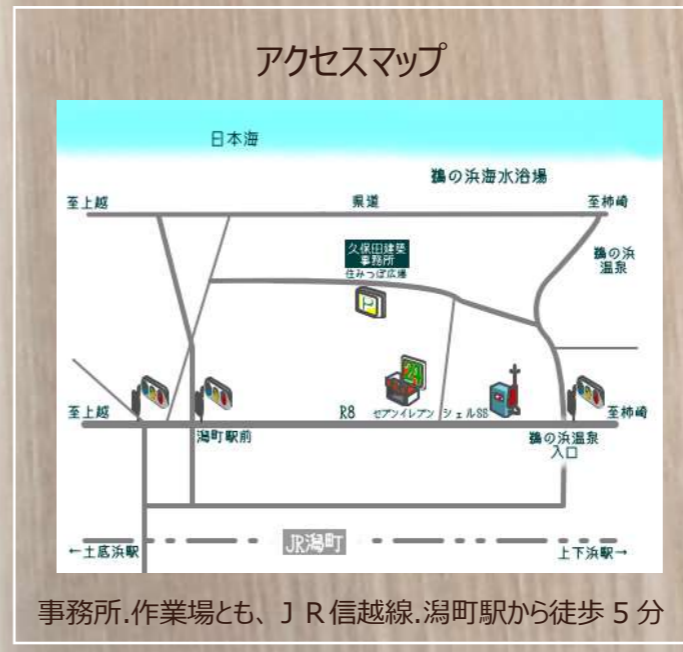 アクセスマップ
日本海
鵜の浜海水浴場
至上越
県道
至柿崎
久保田建築
事務所
住みっぽ広場
鵜の浜
温泉
P
至上越
潟町駅前
R8
セブンイレブン
シェルSS
鵜の浜温泉
入口
至柿崎
JR潟町
←土底浜駅
上下浜駅→
事務所.作業場とも、ＪＲ信越線.潟町駅から徒歩５分